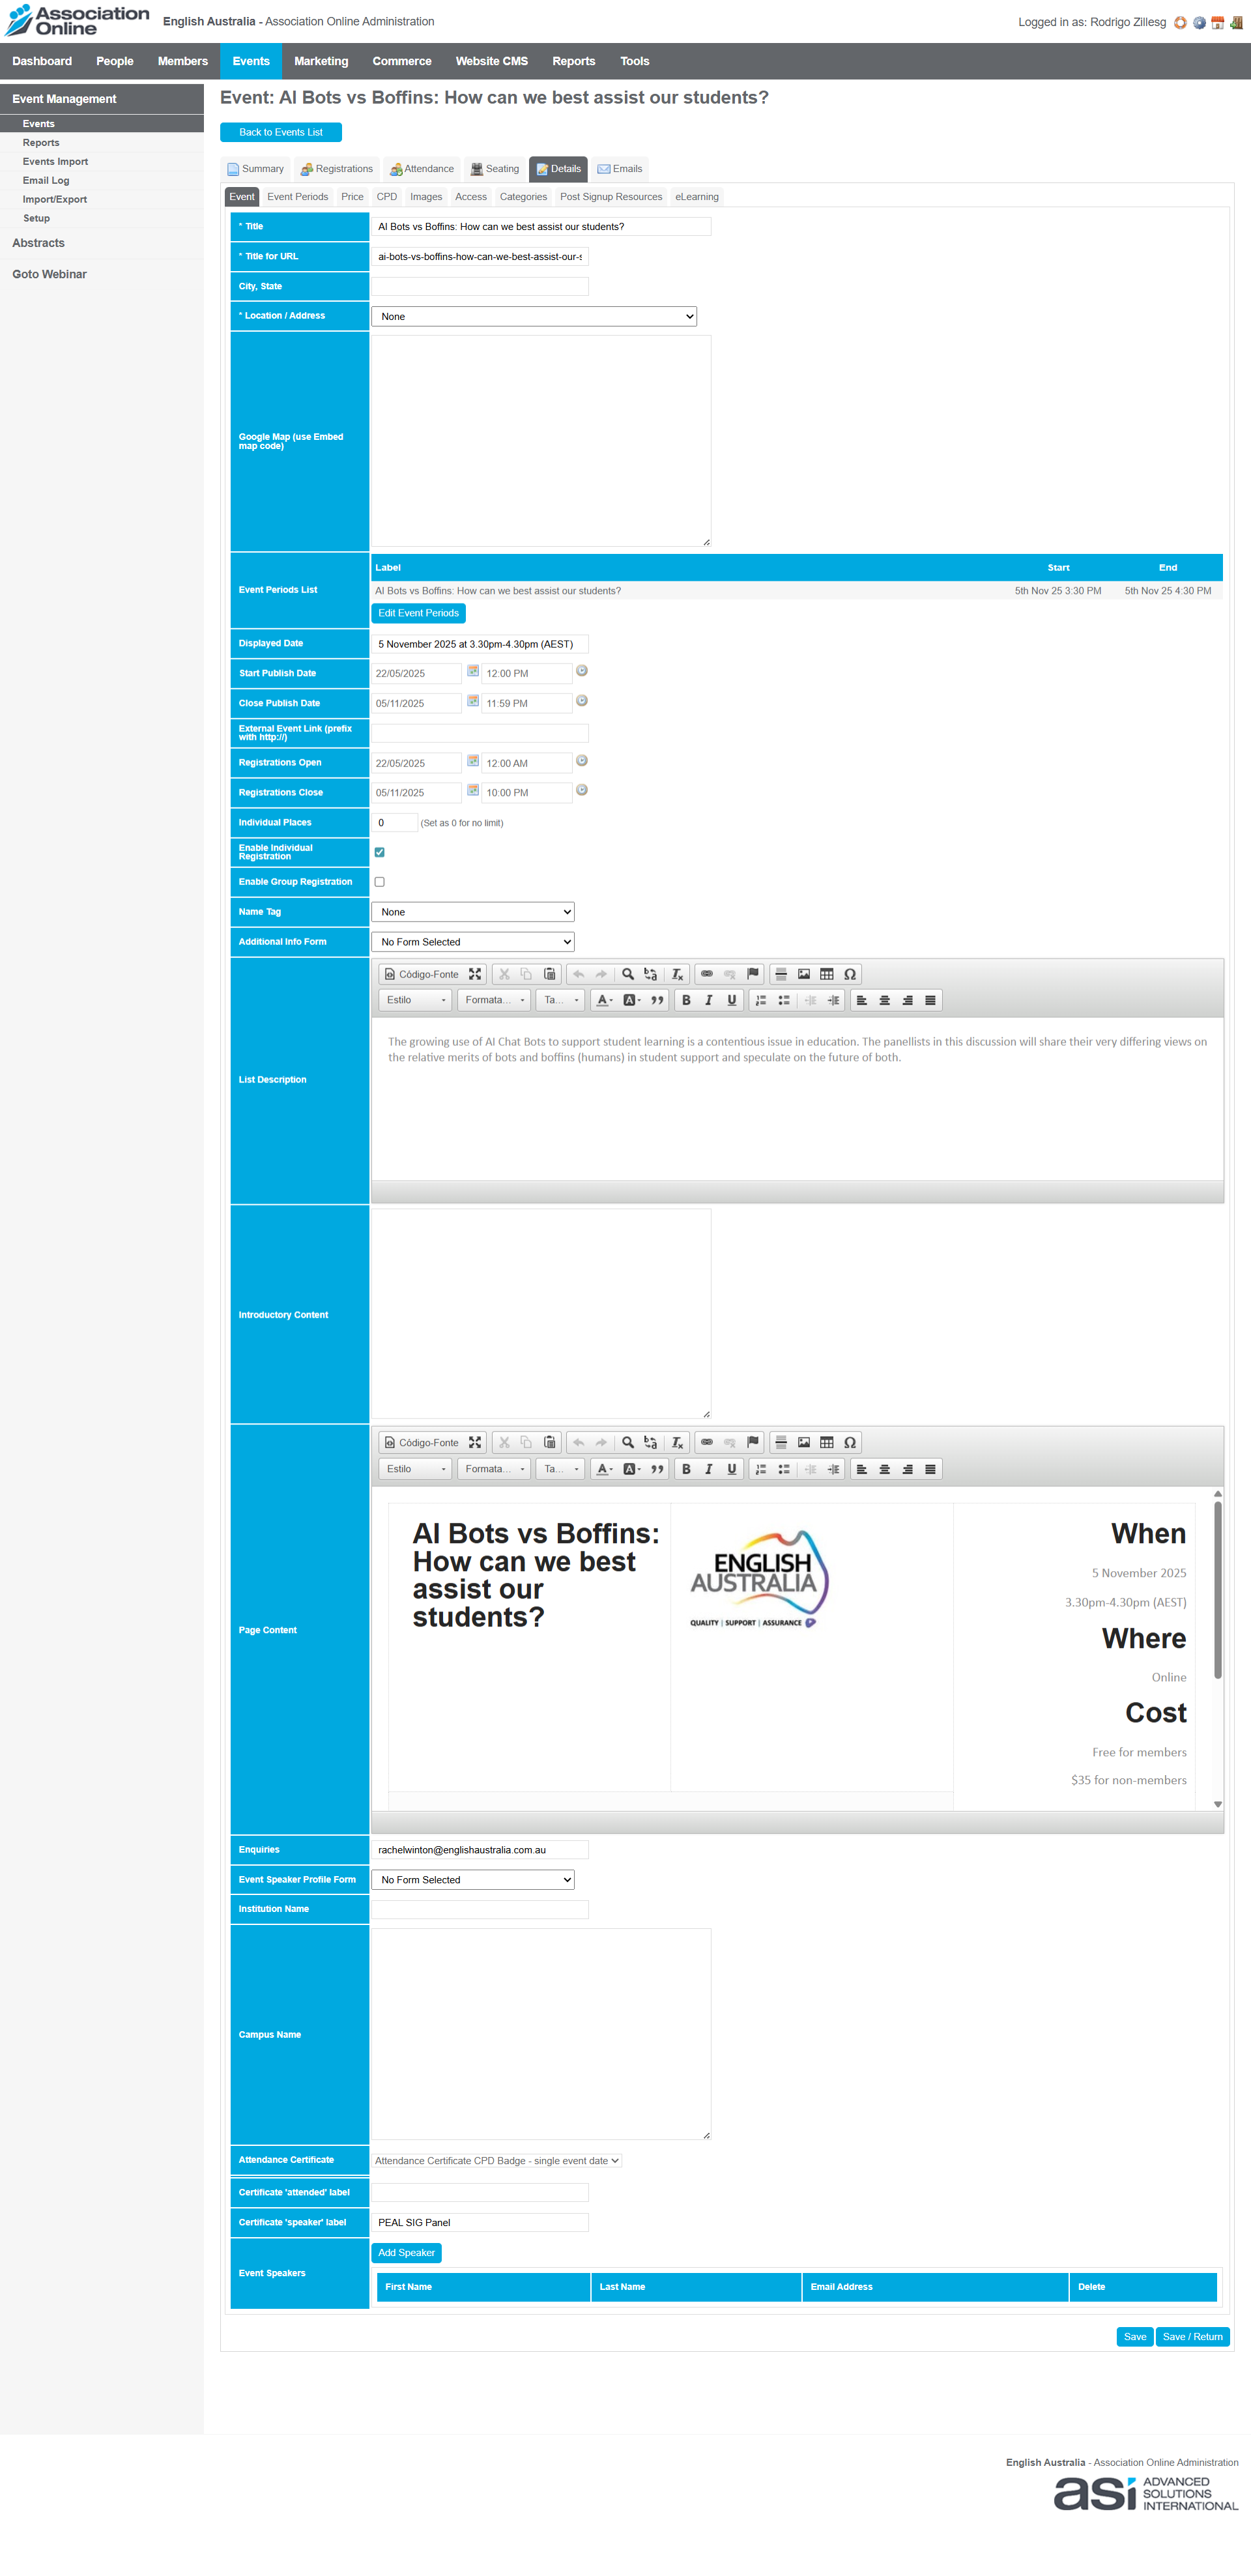 Association
Online
English Australia - Association Online Administration
Logged in as: Rodrigo Zillesg
Dashboard People Members Events Marketing Commerce Website CMS Reports Tools
Event Management
Events
Reports
Events Import
Email Log
Import/Export
Setup
Abstracts
Goto Webinar
Event: AI Bots vs Boffins: How can we best assist our students?
Back to Events List
Summary Registrations Attendance Seating Details Emails
Event Event Periods Price CPD Images Access Categories Post Signup Resources eLearning
* Title AI Bots vs Boffins: How can we best assist our students?
* Title for URL ai-bots-vs-boffins-how-can-we-best-assist-our-s
City, State
* Location / Address None
Google Map (use Embed
map code)
Event Periods List
Label Start End
AI Bots vs Boffins: How can we best assist our students? 5th Nov 25 3:30 PM 5th Nov 25 4:30 PM
Edit Event Periods
Displayed Date 5 November 2025 at 3.30pm-4.30pm (AEST)
Start Publish Date 22/05/2025 12:00 PM
Close Publish Date 05/11/2025 11:59 PM
External Event Link (prefix
with http://)
Registrations Open 22/05/2025 12:00 AM
Registrations Close 05/11/2025 10:00 PM
Individual Places 0 (Set as 0 for no limit)
Enable Individual
Registration
Enable Group Registration
Name Tag None
Additional Info Form No Form Selected
List Description
Código-Fonte
Estilo Formata... Ta... A A B I U
The growing use of AI Chat Bots to support student learning is a contentious issue in education. The panellists in this discussion will share their very differing views on
the relative merits of bots and boffins (humans) in student support and speculate on the future of both.
Introductory Content
Page Content
Código-Fonte
Estilo Formata... Ta... A A B I U
AI Bots vs Boffins:
How can we best
assist our
students?
ENGLISH
AUSTRALIA
QUALITY | SUPPORT | ASSURANCE
When
5 November 2025
3.30pm-4.30pm (AEST)
Where
Online
Cost
Free for members
$35 for non-members
Enquiries rachelwinton@englishaustralia.com.au
Event Speaker Profile Form No Form Selected
Institution Name
Campus Name
Attendance Certificate Attendance Certificate CPD Badge - single event date
Certificate 'attended' label
Certificate 'speaker' label PEAL SIG Panel
Event Speakers
Add Speaker
First Name Last Name Email Address Delete
Save Save / Return
English Australia - Association Online Administration
asi ADVANCED
SOLUTIONS
INTERNATIONAL